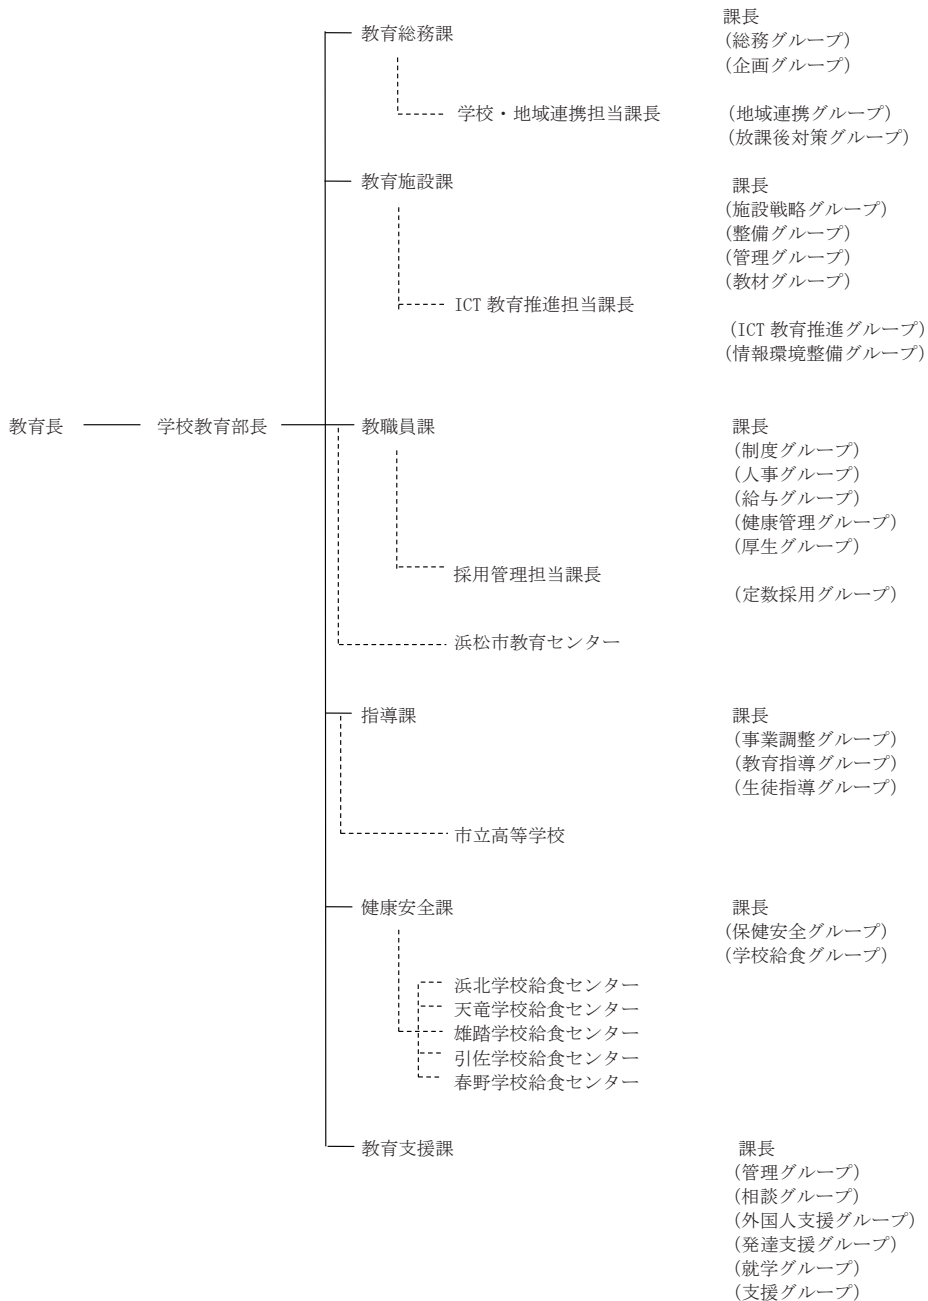 教育総務課 課長
(総務グループ)
(企画グループ)
学校・地域連携担当課長 (地域連携グループ)
(放課後対策グループ)
教育施設課 課長
(施設戦略グループ)
(整備グループ)
(管理グループ)
(教材グループ)
ICT 教育推進担当課長
(ICT 教育推進グループ)
(情報環境整備グループ)
教育長 学校教育部長 教職員課 課長
(制度グループ)
(人事グループ)
(給与グループ)
(健康管理グループ)
(厚生グループ)
採用管理担当課長
(定数採用グループ)
浜松市教育センター
指導課 課長
(事業調整グループ)
(教育指導グループ)
(生徒指導グループ)
市立高等学校
健康安全課 課長
(保健安全グループ)
(学校給食グループ)
浜北学校給食センター
天竜学校給食センター
雄踏学校給食センター
引佐学校給食センター
春野学校給食センター
教育支援課 課長
(管理グループ)
(相談グループ)
(外国人支援グループ)
(発達支援グループ)
(就学グループ)
(支援グループ)